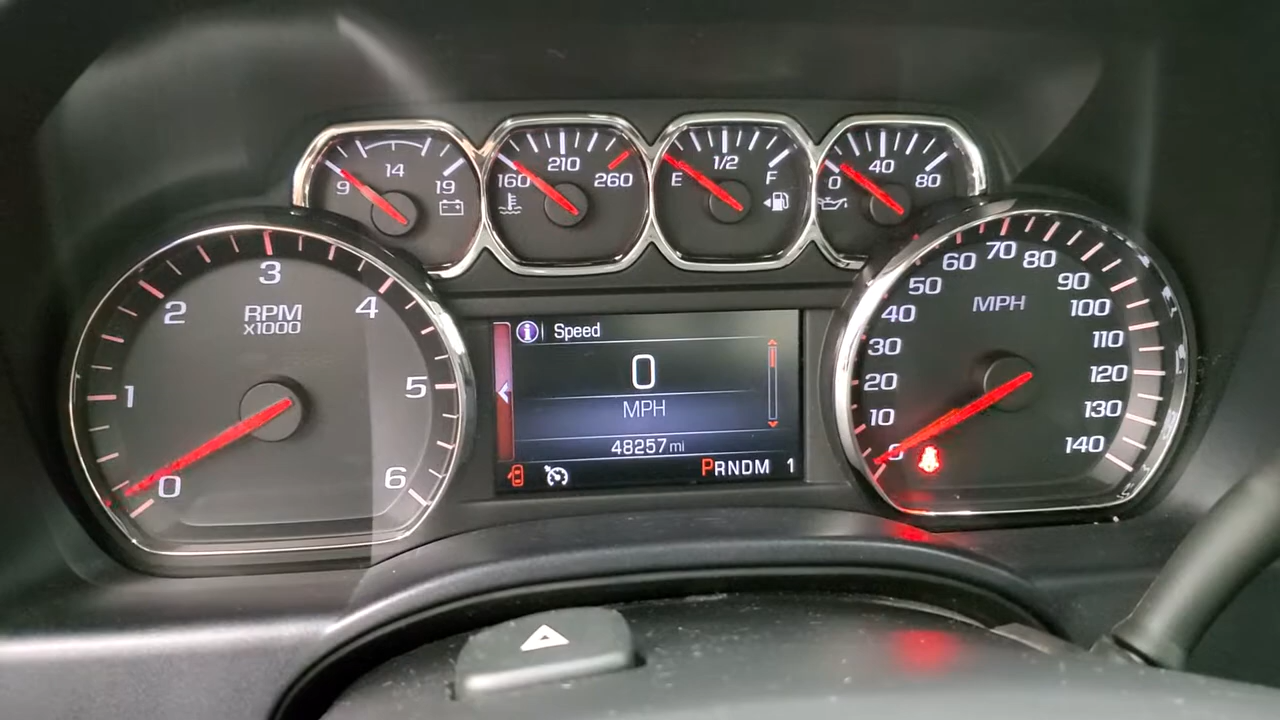 9 14 19
160 210 260
E 1/2 F
0 40 80
0 1 2 3 4 5 6
RPM
x1000
Speed
0
MPH
48257 mi
PRNDM 1
0 10 20 30 40 50 60 70 80 90 100 110 120 130 140
MPH